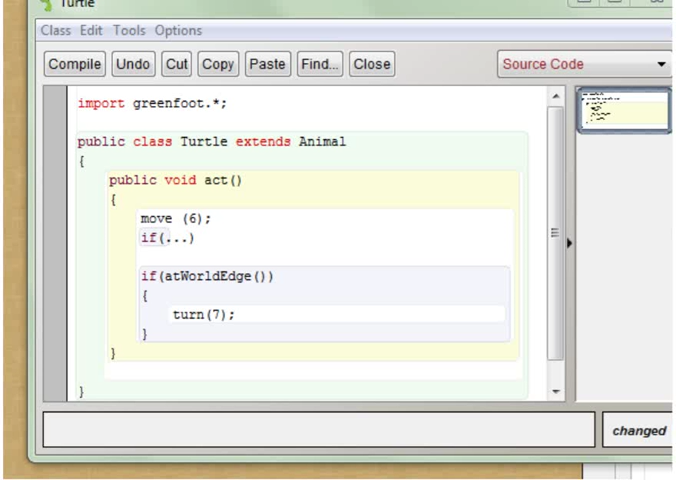 Turtle
Class Edit Tools Options
Compile Undo Cut Copy Paste Find... Close Source Code
import greenfoot.*;
public class Turtle extends Animal
{
public void act()
{
move (6);
if(...)
if(atWorldEdge())
{
turn(7);
}
}
}
changed